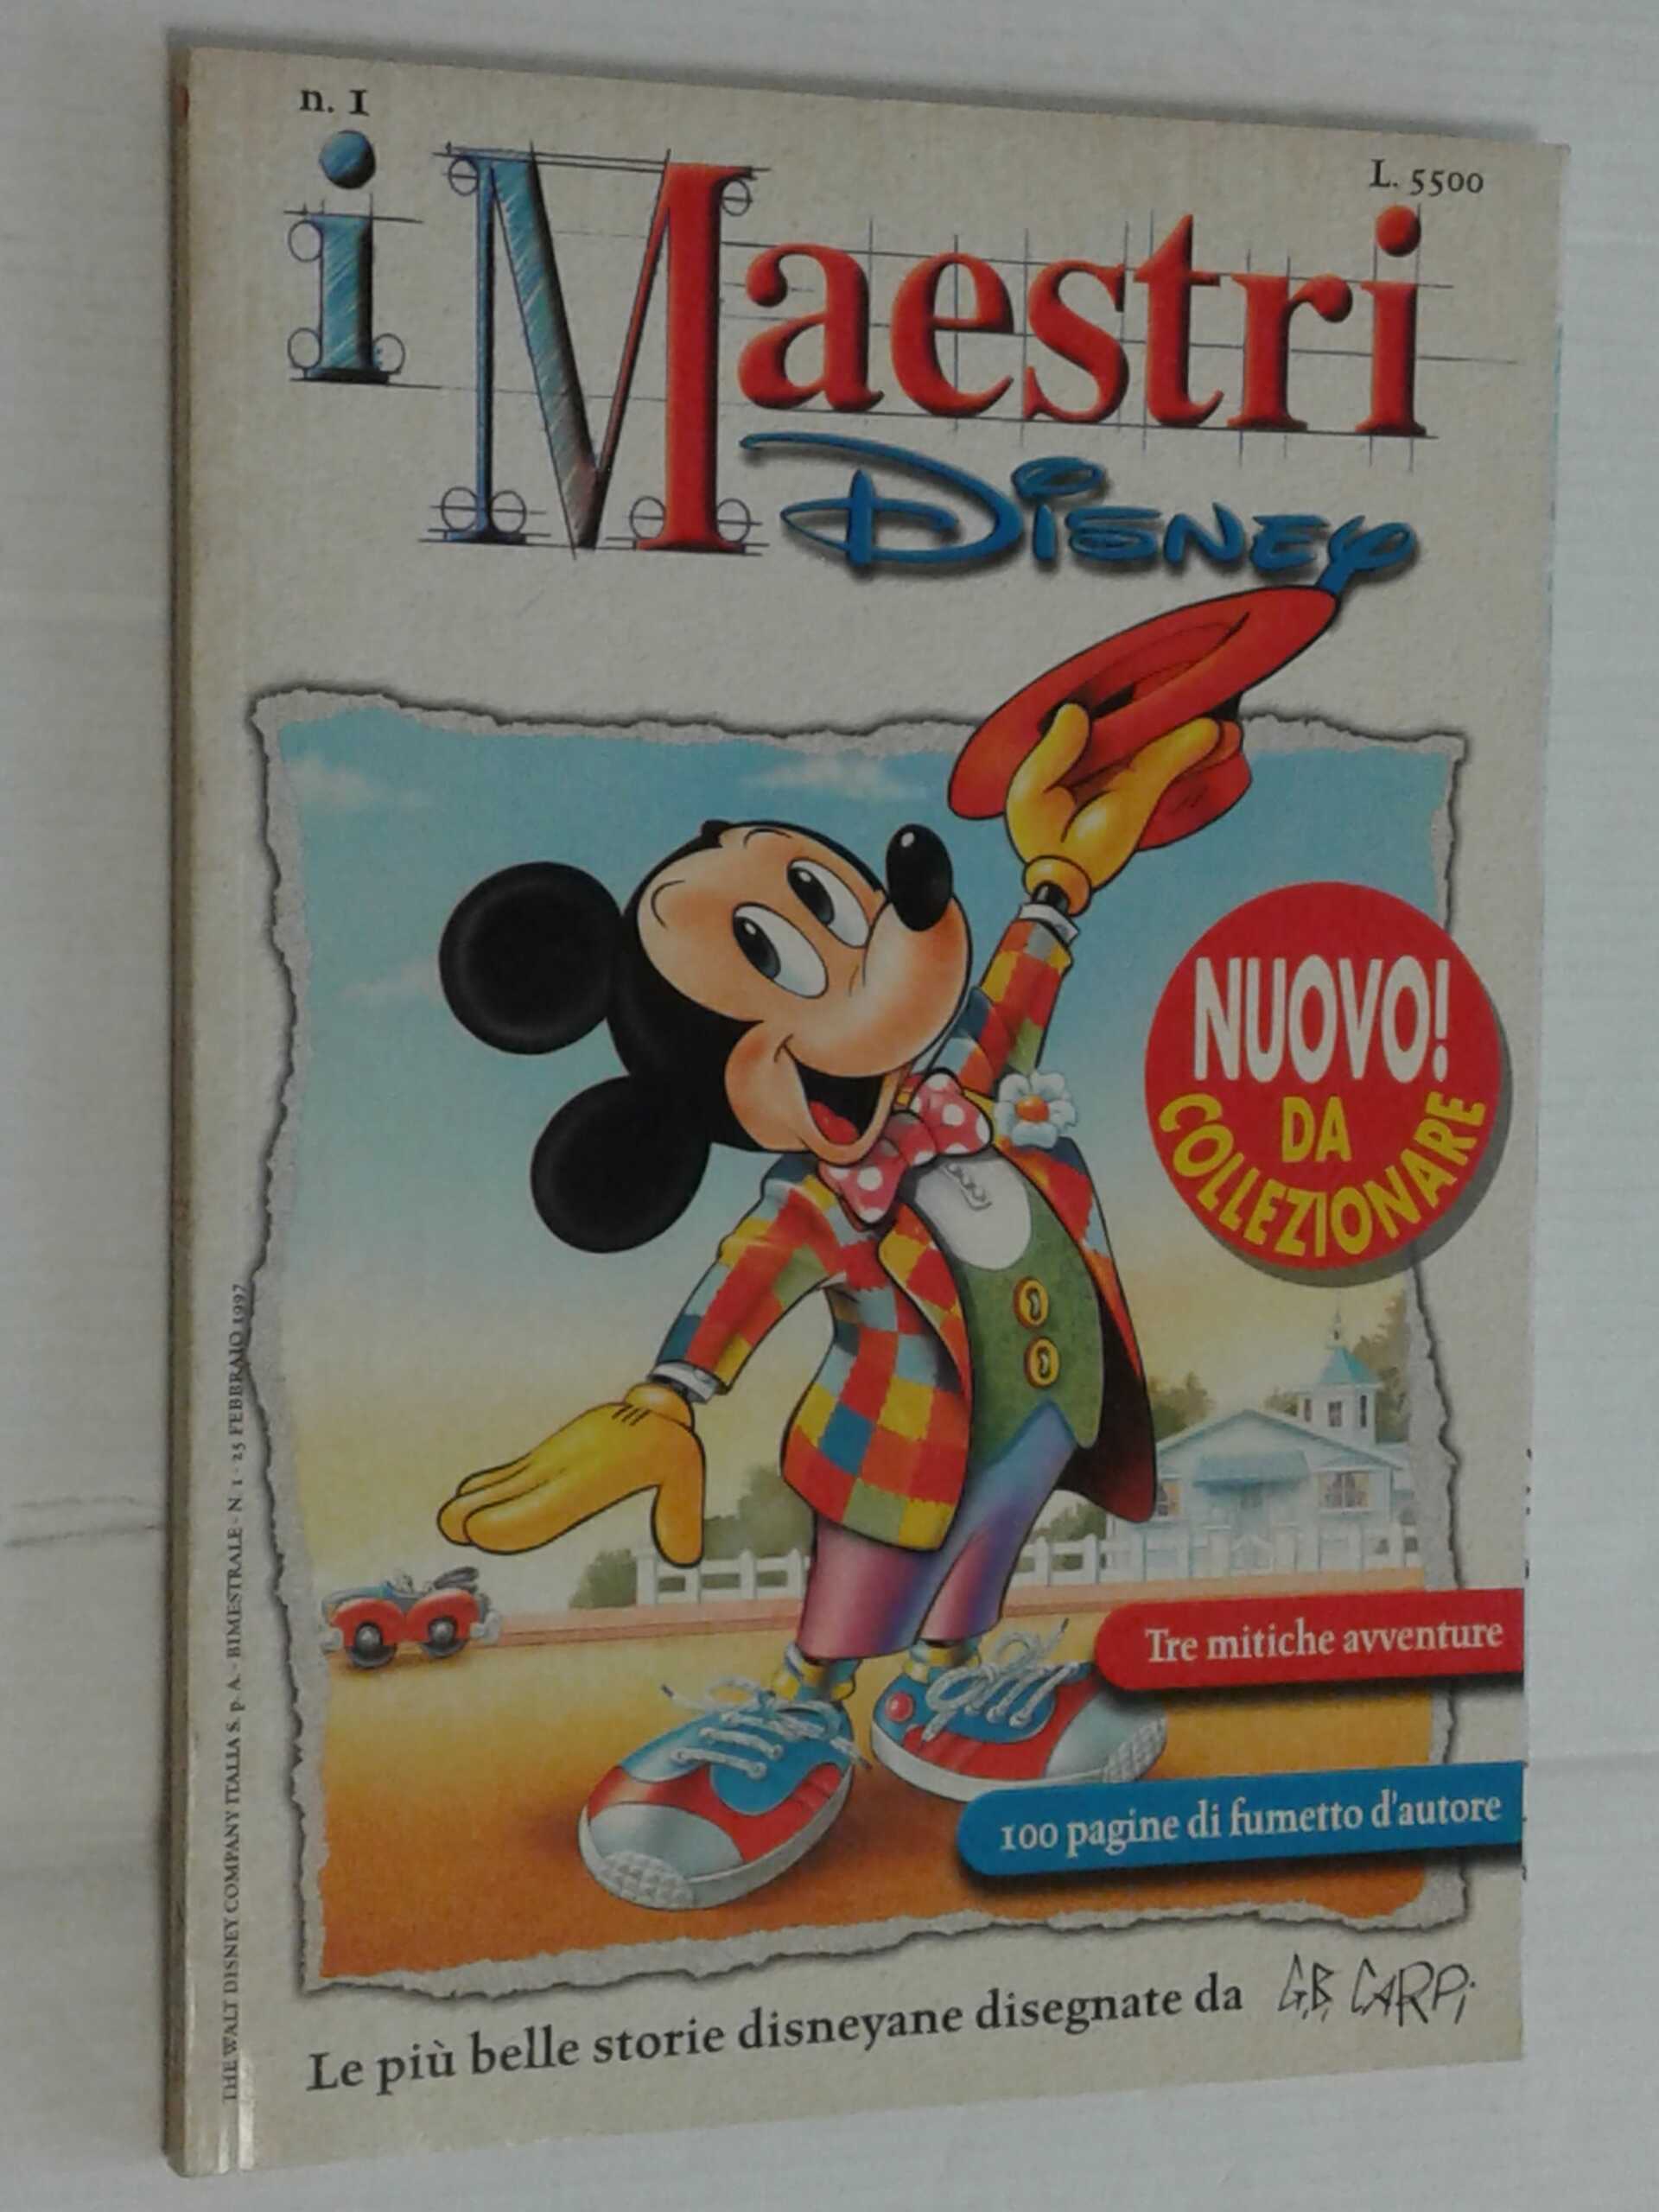 n. 1
L. 5500
i Maestri
DISNEY
NUOVO!
DA
COLLEZIONARE
Tre mitiche avventure
100 pagine di fumetto d'autore
Le più belle storie disneyane disegnate da G.B. CARPI
THE WALT DISNEY COMPANY ITALIA S. p. A. - BIMESTRALE - N 1 - 25 FEBBRAIO 1997